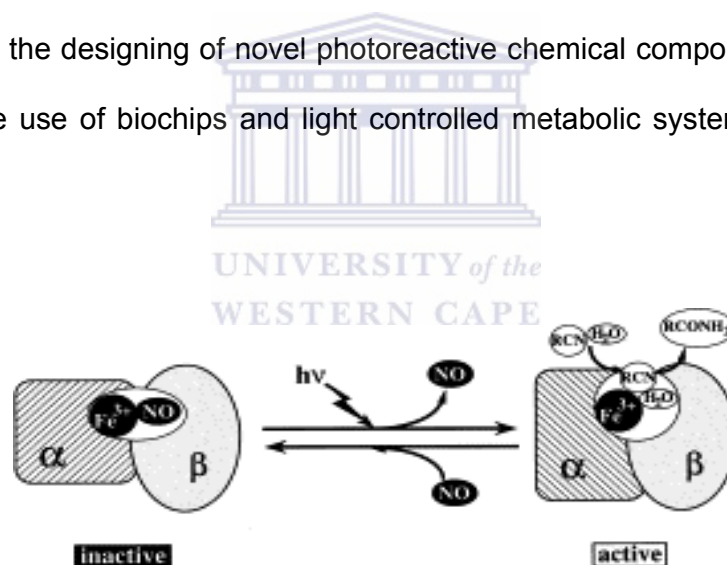 the designing of novel photoreactive chemical compo
e use of biochips and light controlled metabolic system
UNIVERSITY of the
WESTERN CAPE
RCN H2O
RCONH2
hν
NO
RCN
H2O
Fe3+ NO
Fe3+
α
β
NO
α
β
inactive
active